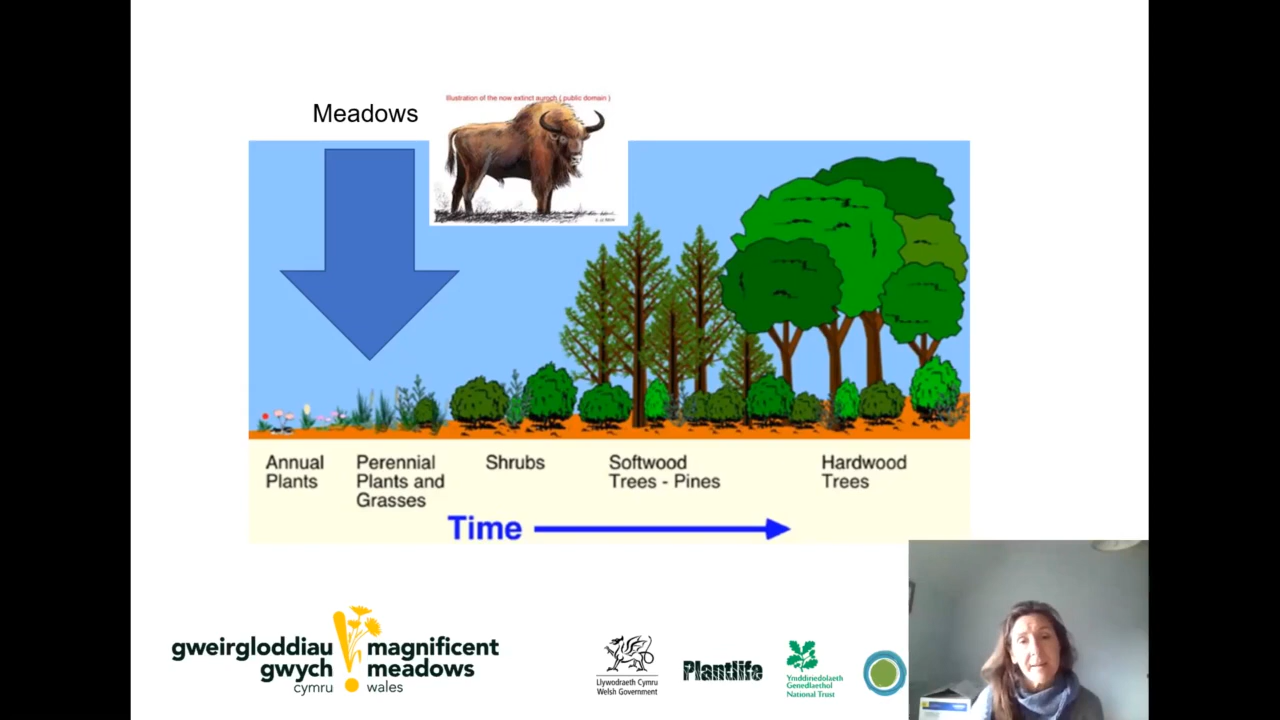 Illustration of the now extinct auroch ( public domain )
Meadows
Annual
Plants
Perennial
Plants and
Grasses
Shrubs
Softwood
Trees - Pines
Hardwood
Trees
Time
gweirgloddiau
gwych
cymru
magnificent
meadows
wales
Llywodraeth Cymru
Welsh Government
Plantlife
Ymddiriedolaeth
Genedlaethol
National Trust